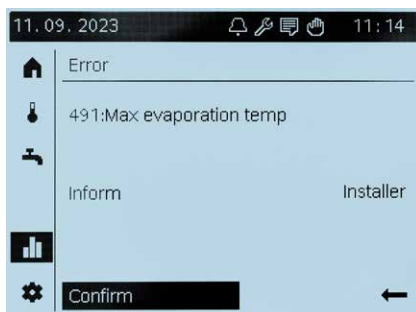 11. 09. 2023 11:14
Error
491:Max evaporation temp
Inform Installer
Confirm